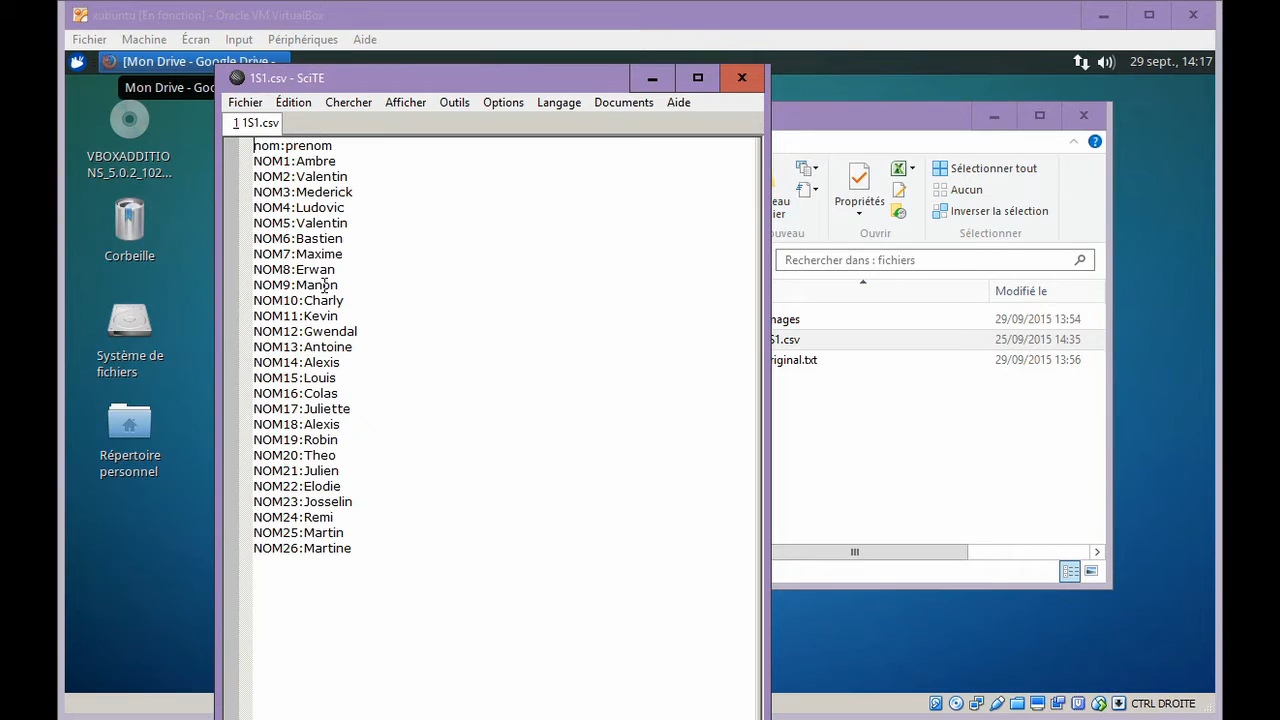 xubuntu [En fonction] - Oracle VM VirtualBox
Fichier Machine Écran Input Périphériques Aide
[Mon Drive - Google Drive - 29 sept., 14:17
Mon Drive - Goo
1S1.csv - SciTE
Fichier Édition Chercher Afficher Outils Options Langage Documents Aide
1 1S1.csv
nom:prenom
NOM1:Ambre
NOM2:Valentin
NOM3:Mederick
NOM4:Ludovic
NOM5:Valentin
NOM6:Bastien
NOM7:Maxime
NOM8:Erwan
NOM9:Manon
NOM10:Charly
NOM11:Kevin
NOM12:Gwendal
NOM13:Antoine
NOM14:Alexis
NOM15:Louis
NOM16:Colas
NOM17:Juliette
NOM18:Alexis
NOM19:Robin
NOM20:Theo
NOM21:Julien
NOM22:Elodie
NOM23:Josselin
NOM24:Remi
NOM25:Martin
NOM26:Martine
VBOXADDITIO
NS_5.0.2_102...
Corbeille
Système de
fichiers
Répertoire
personnel
Sélectionner tout
Aucun
Inverser la sélection
eau Propriétés
ouveau Ouvrir Sélectionner
Rechercher dans : fichiers
Modifié le
mages 29/09/2015 13:54
S1.csv 25/09/2015 14:35
riginal.txt 29/09/2015 13:56
CTRL DROITE